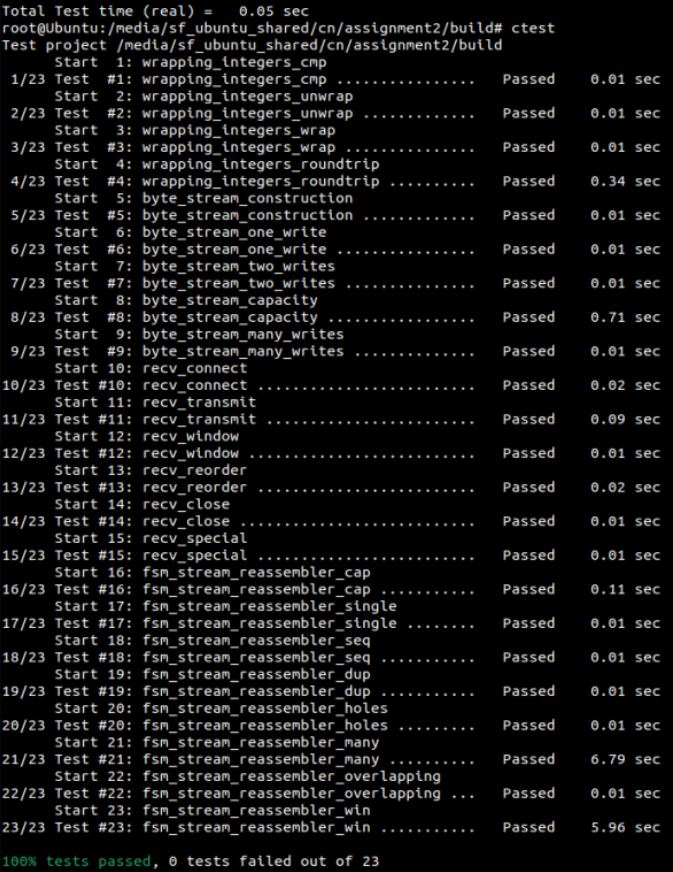 Total Test time (real) =   0.05 sec
root@Ubuntu:/media/sf_ubuntu_shared/cn/assignment2/build# ctest
Test project /media/sf_ubuntu_shared/cn/assignment2/build
      Start  1: wrapping_integers_cmp
 1/23 Test  #1: wrapping_integers_cmp ................   Passed    0.01 sec
      Start  2: wrapping_integers_unwrap
 2/23 Test  #2: wrapping_integers_unwrap .............   Passed    0.01 sec
      Start  3: wrapping_integers_wrap
 3/23 Test  #3: wrapping_integers_wrap ...............   Passed    0.01 sec
      Start  4: wrapping_integers_roundtrip
 4/23 Test  #4: wrapping_integers_roundtrip ..........   Passed    0.34 sec
      Start  5: byte_stream_construction
 5/23 Test  #5: byte_stream_construction .............   Passed    0.01 sec
      Start  6: byte_stream_one_write
 6/23 Test  #6: byte_stream_one_write ................   Passed    0.01 sec
      Start  7: byte_stream_two_writes
 7/23 Test  #7: byte_stream_two_writes ...............   Passed    0.01 sec
      Start  8: byte_stream_capacity
 8/23 Test  #8: byte_stream_capacity .................   Passed    0.71 sec
      Start  9: byte_stream_many_writes
 9/23 Test  #9: byte_stream_many_writes ..............   Passed    0.01 sec
      Start 10: recv_connect
10/23 Test #10: recv_connect .........................   Passed    0.02 sec
      Start 11: recv_transmit
11/23 Test #11: recv_transmit ........................   Passed    0.09 sec
      Start 12: recv_window
12/23 Test #12: recv_window ..........................   Passed    0.01 sec
      Start 13: recv_reorder
13/23 Test #13: recv_reorder .........................   Passed    0.02 sec
      Start 14: recv_close
14/23 Test #14: recv_close ...........................   Passed    0.01 sec
      Start 15: recv_special
15/23 Test #15: recv_special .........................   Passed    0.01 sec
      Start 16: fsm_stream_reassembler_cap
16/23 Test #16: fsm_stream_reassembler_cap ...........   Passed    0.11 sec
      Start 17: fsm_stream_reassembler_single
17/23 Test #17: fsm_stream_reassembler_single ........   Passed    0.01 sec
      Start 18: fsm_stream_reassembler_seq
18/23 Test #18: fsm_stream_reassembler_seq ...........   Passed    0.01 sec
      Start 19: fsm_stream_reassembler_dup
19/23 Test #19: fsm_stream_reassembler_dup ...........   Passed    0.01 sec
      Start 20: fsm_stream_reassembler_holes
20/23 Test #20: fsm_stream_reassembler_holes .........   Passed    0.01 sec
      Start 21: fsm_stream_reassembler_many
21/23 Test #21: fsm_stream_reassembler_many ..........   Passed    6.79 sec
      Start 22: fsm_stream_reassembler_overlapping
22/23 Test #22: fsm_stream_reassembler_overlapping ...   Passed    0.01 sec
      Start 23: fsm_stream_reassembler_win
23/23 Test #23: fsm_stream_reassembler_win ...........   Passed    5.96 sec

100% tests passed, 0 tests failed out of 23